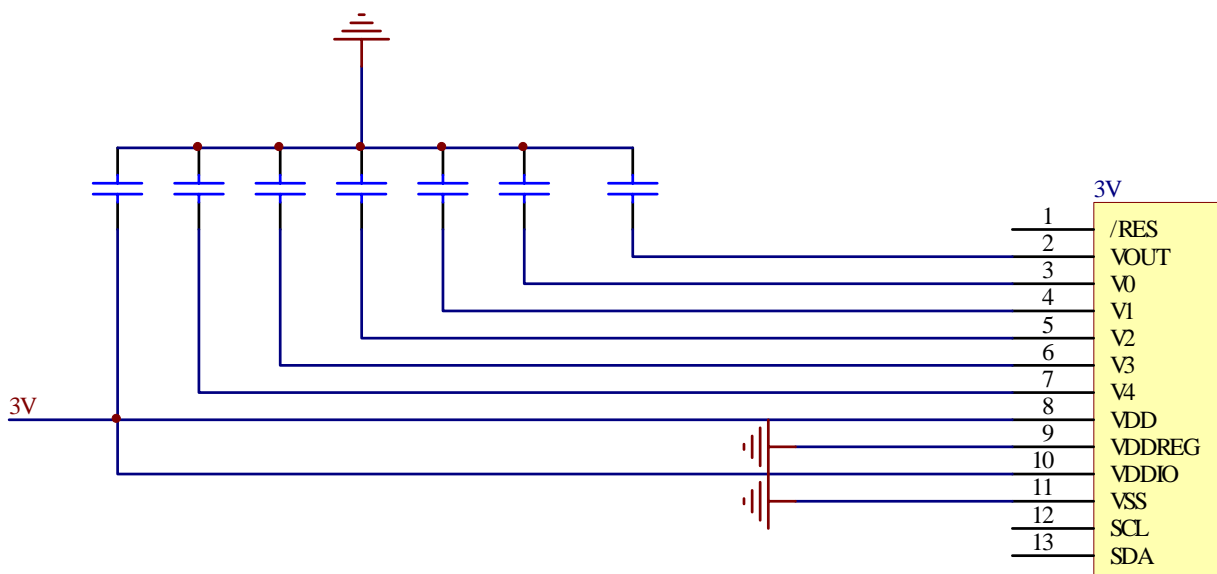 3V
1 /RES
2 VOUT
3 V0
4 V1
5 V2
6 V3
7 V4
3V
8 VDD
9 VDDREG
10 VDDIO
11 VSS
12 SCL
13 SDA